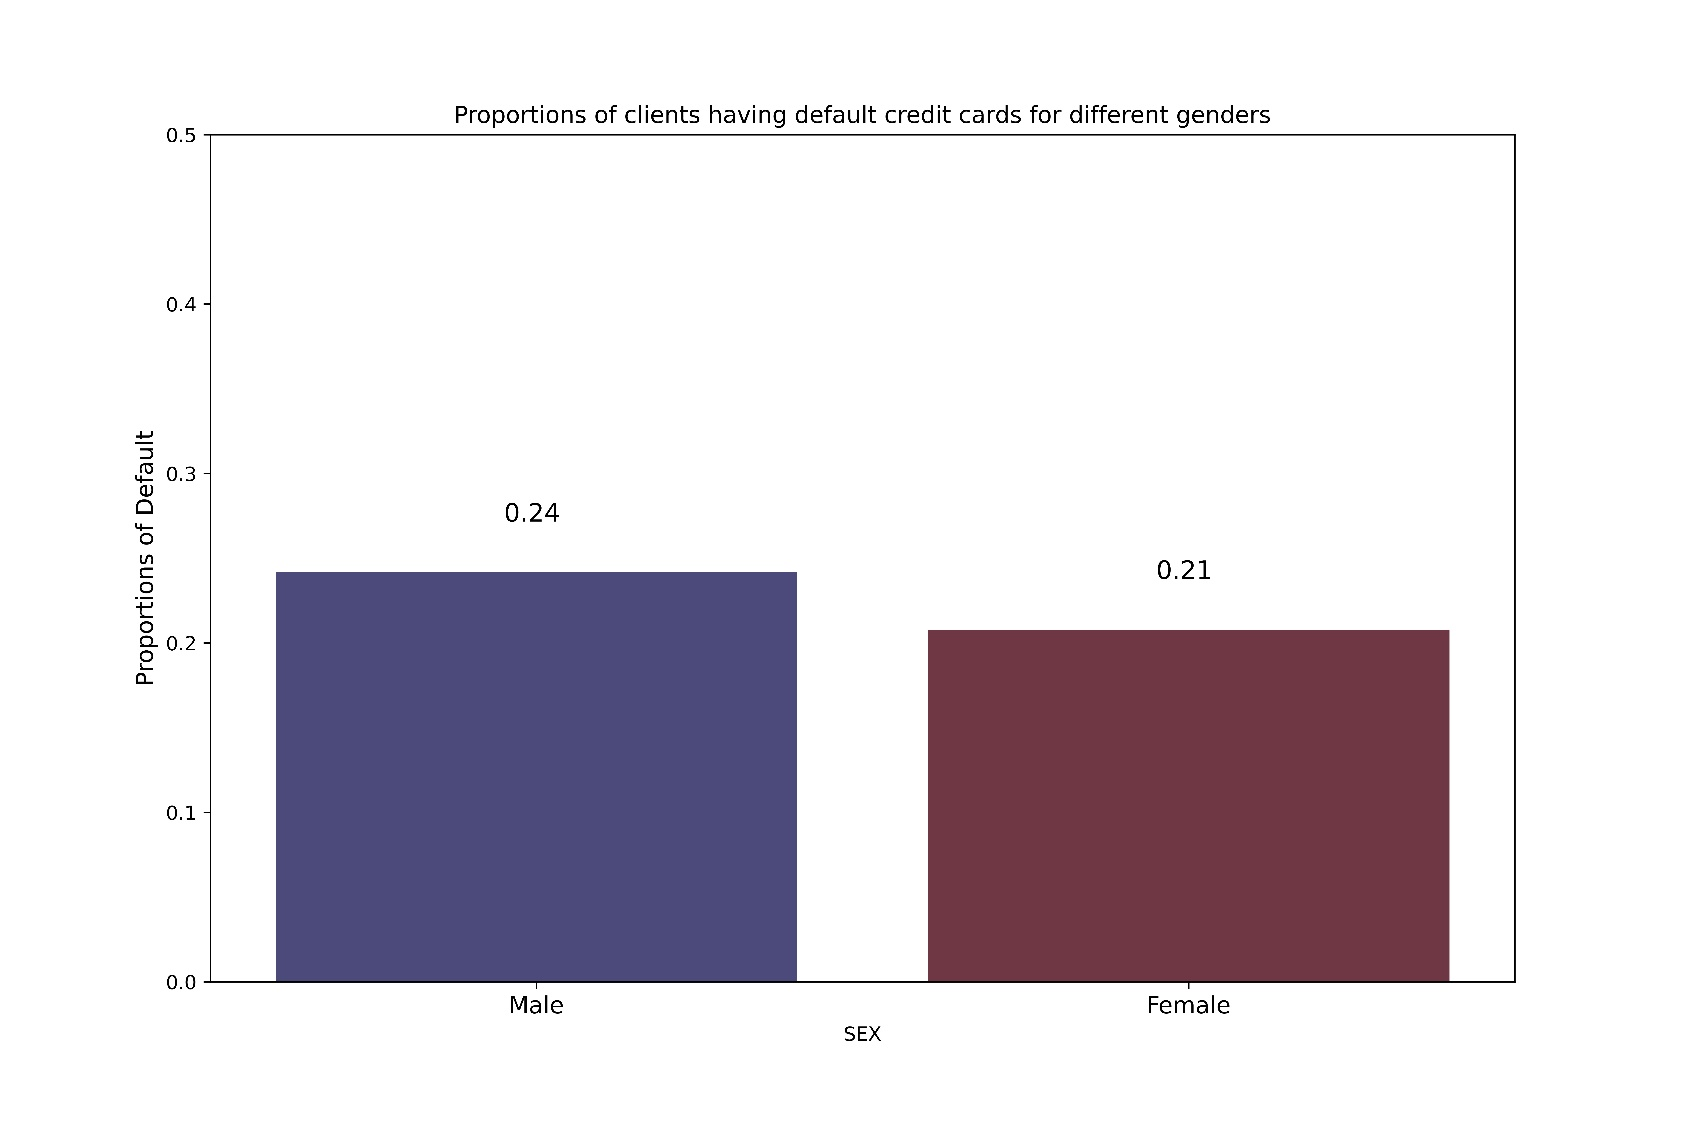 Proportions of clients having default credit cards for different genders
0.5
0.4
0.3
0.2
0.1
0.0
Proportions of Default
0.24
0.21
Male
Female
SEX